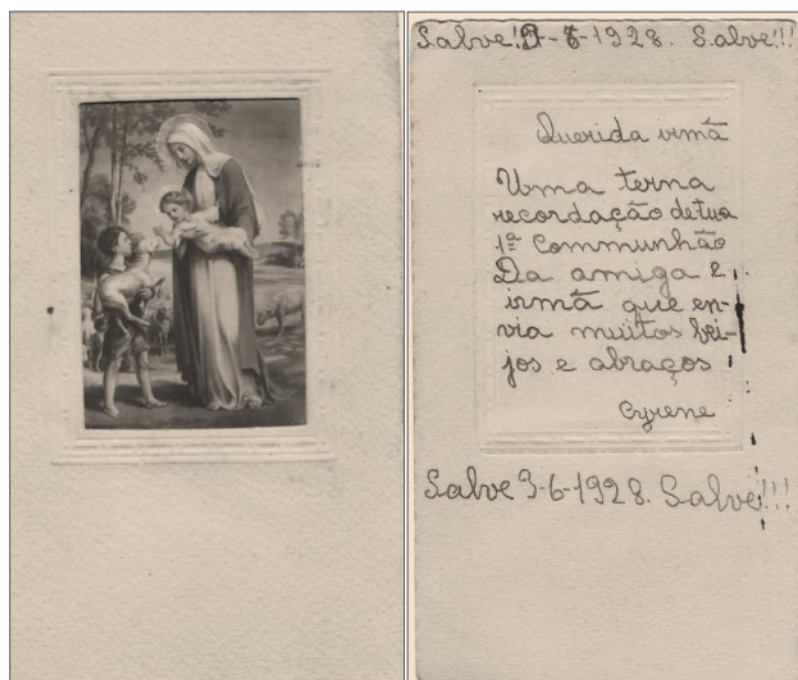 Salve! -1928. Salve!!!
Querida irmã
Uma terna
recordação de tua
1ª Communhão
Da amiga e
irmã que en-
via muitos bei-
jos e abraços
Cyrene
Salve 3-6-1928. Salve!!!